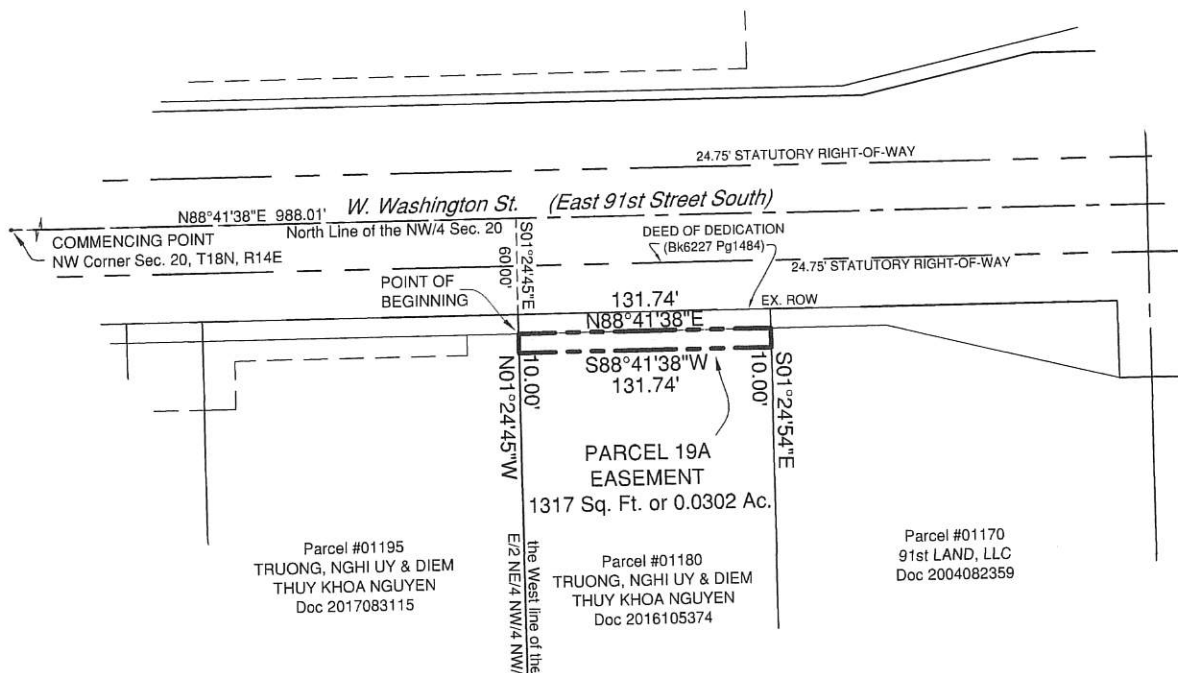 24.75' STATUTORY RIGHT-OF-WAY
N88°41'38"E 988.01'
W. Washington St. (East 91st Street South)
North Line of the NW/4 Sec. 20
COMMENCING POINT
NW Corner Sec. 20, T18N, R14E
S01°24'45"E
60.00'
DEED OF DEDICATION
(Bk6227 Pg1484)
24.75' STATUTORY RIGHT-OF-WAY
POINT OF
BEGINNING
131.74'
EX. ROW
N88°41'38"E
S88°41'38"W
131.74'
10.00'
N01°24'45"W
10.00'
S01°24'54"E
PARCEL 19A
EASEMENT
1317 Sq. Ft. or 0.0302 Ac.
Parcel #01195
TRUONG, NGHI UY & DIEM
THUY KHOA NGUYEN
Doc 2017083115
the West line of the
E/2 NE/4 NW/4 NW/
Parcel #01180
TRUONG, NGHI UY & DIEM
THUY KHOA NGUYEN
Doc 2016105374
Parcel #01170
91st LAND, LLC
Doc 2004082359